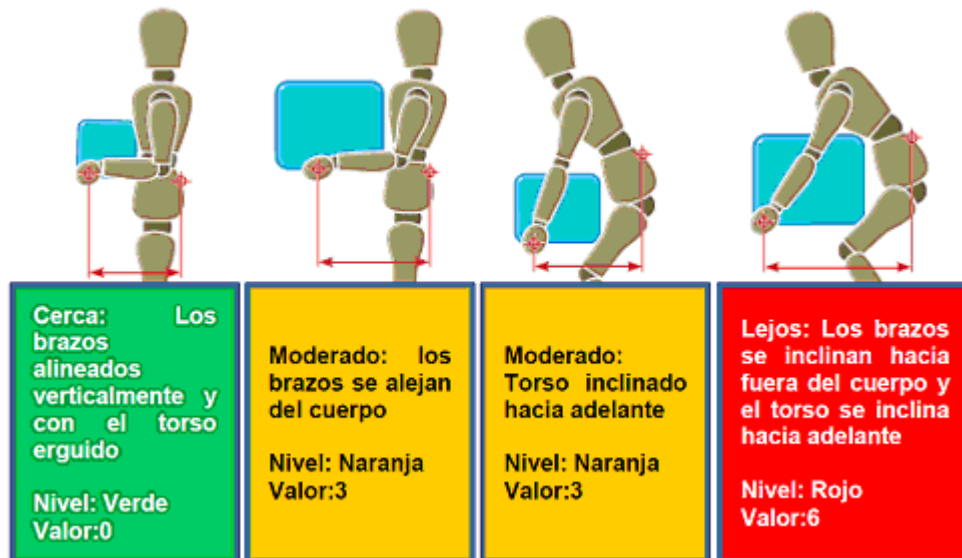 Cerca: Los
brazos
alineados
verticalmente y
con el torso
erguido
Nivel: Verde
Valor:0
Moderado: los
brazos se alejan
del cuerpo
Nivel: Naranja
Valor:3
Moderado:
Torso inclinado
hacia adelante
Nivel: Naranja
Valor:3
Lejos: Los brazos
se inclinan hacia
fuera del cuerpo y
el torso se inclina
hacia adelante
Nivel: Rojo
Valor:6